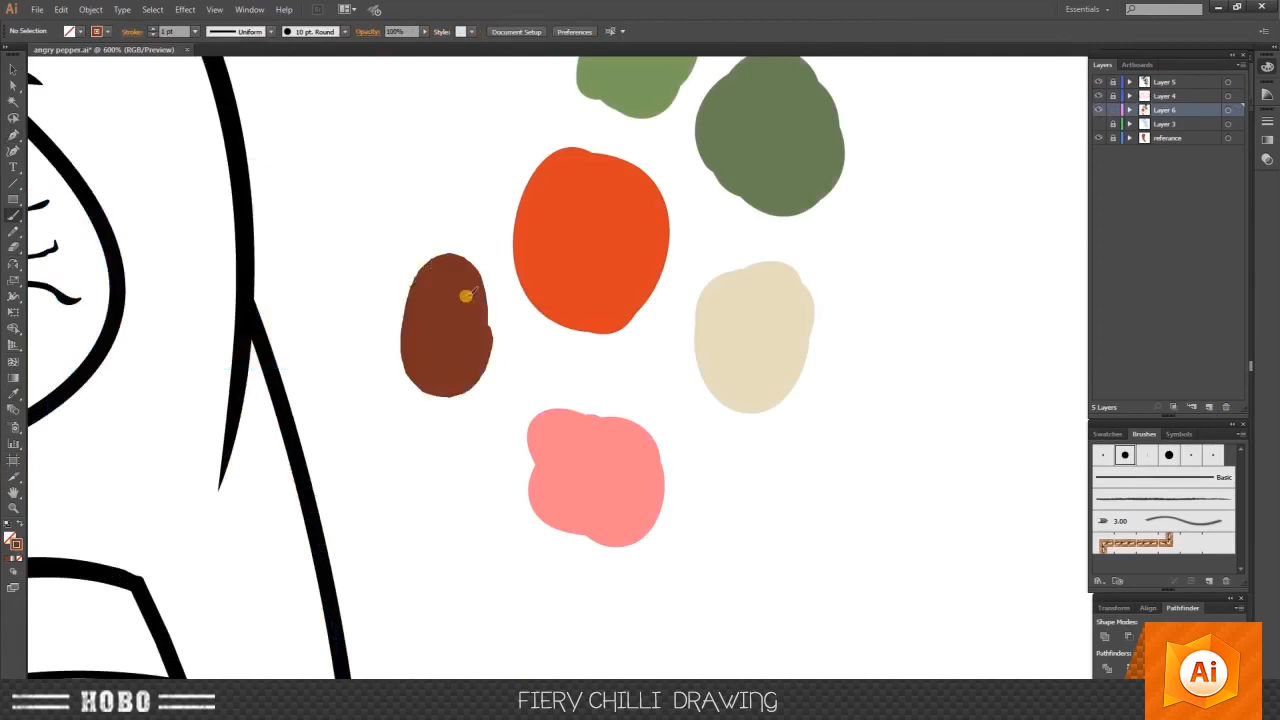 Ai File Edit Object Type Select Effect View Window Help Br Essentials
No Selection Stroke: 1 pt Uniform 10 pt. Round Opacity: 100% Style: Document Setup Preferences
angry pepper.ai* @ 600% (RGB/Preview) ×
Layers Artboards
Layer 5
Layer 4
Layer 6
Layer 3
referance
5 Layers
Swatches Brushes Symbols
Basic
3.00
Transform Align Pathfinder
Shape Modes:
Pathfinders:
Ai
HOBO FIERY CHILLI DRAWING